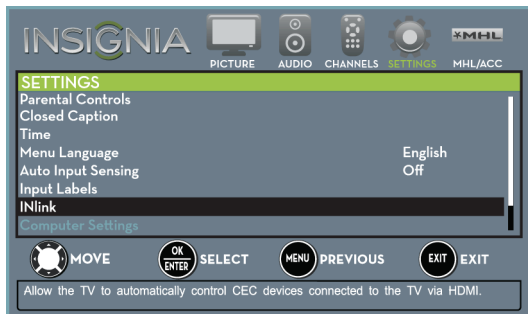 INSIGNIA
PICTURE AUDIO CHANNELS SETTINGS MHL MHL/ACC
SETTINGS
Parental Controls
Closed Caption
Time
Menu Language English
Auto Input Sensing Off
Input Labels
INlink
Computer Settings
MOVE OK ENTER SELECT MENU PREVIOUS EXIT EXIT
Allow the TV to automatically control CEC devices connected to the TV via HDMI.